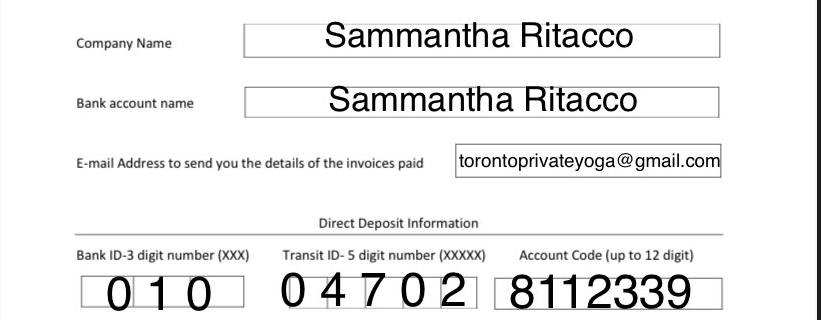 Company Name Sammantha Ritacco
Bank account name Sammantha Ritacco
E-mail Address to send you the details of the invoices paid torontoprivateyoga@gmail.com
Direct Deposit Information
Bank ID-3 digit number (XXX) Transit ID- 5 digit number (XXXXX) Account Code (up to 12 digit)
0 1 0 0 4 7 0 2 8112339